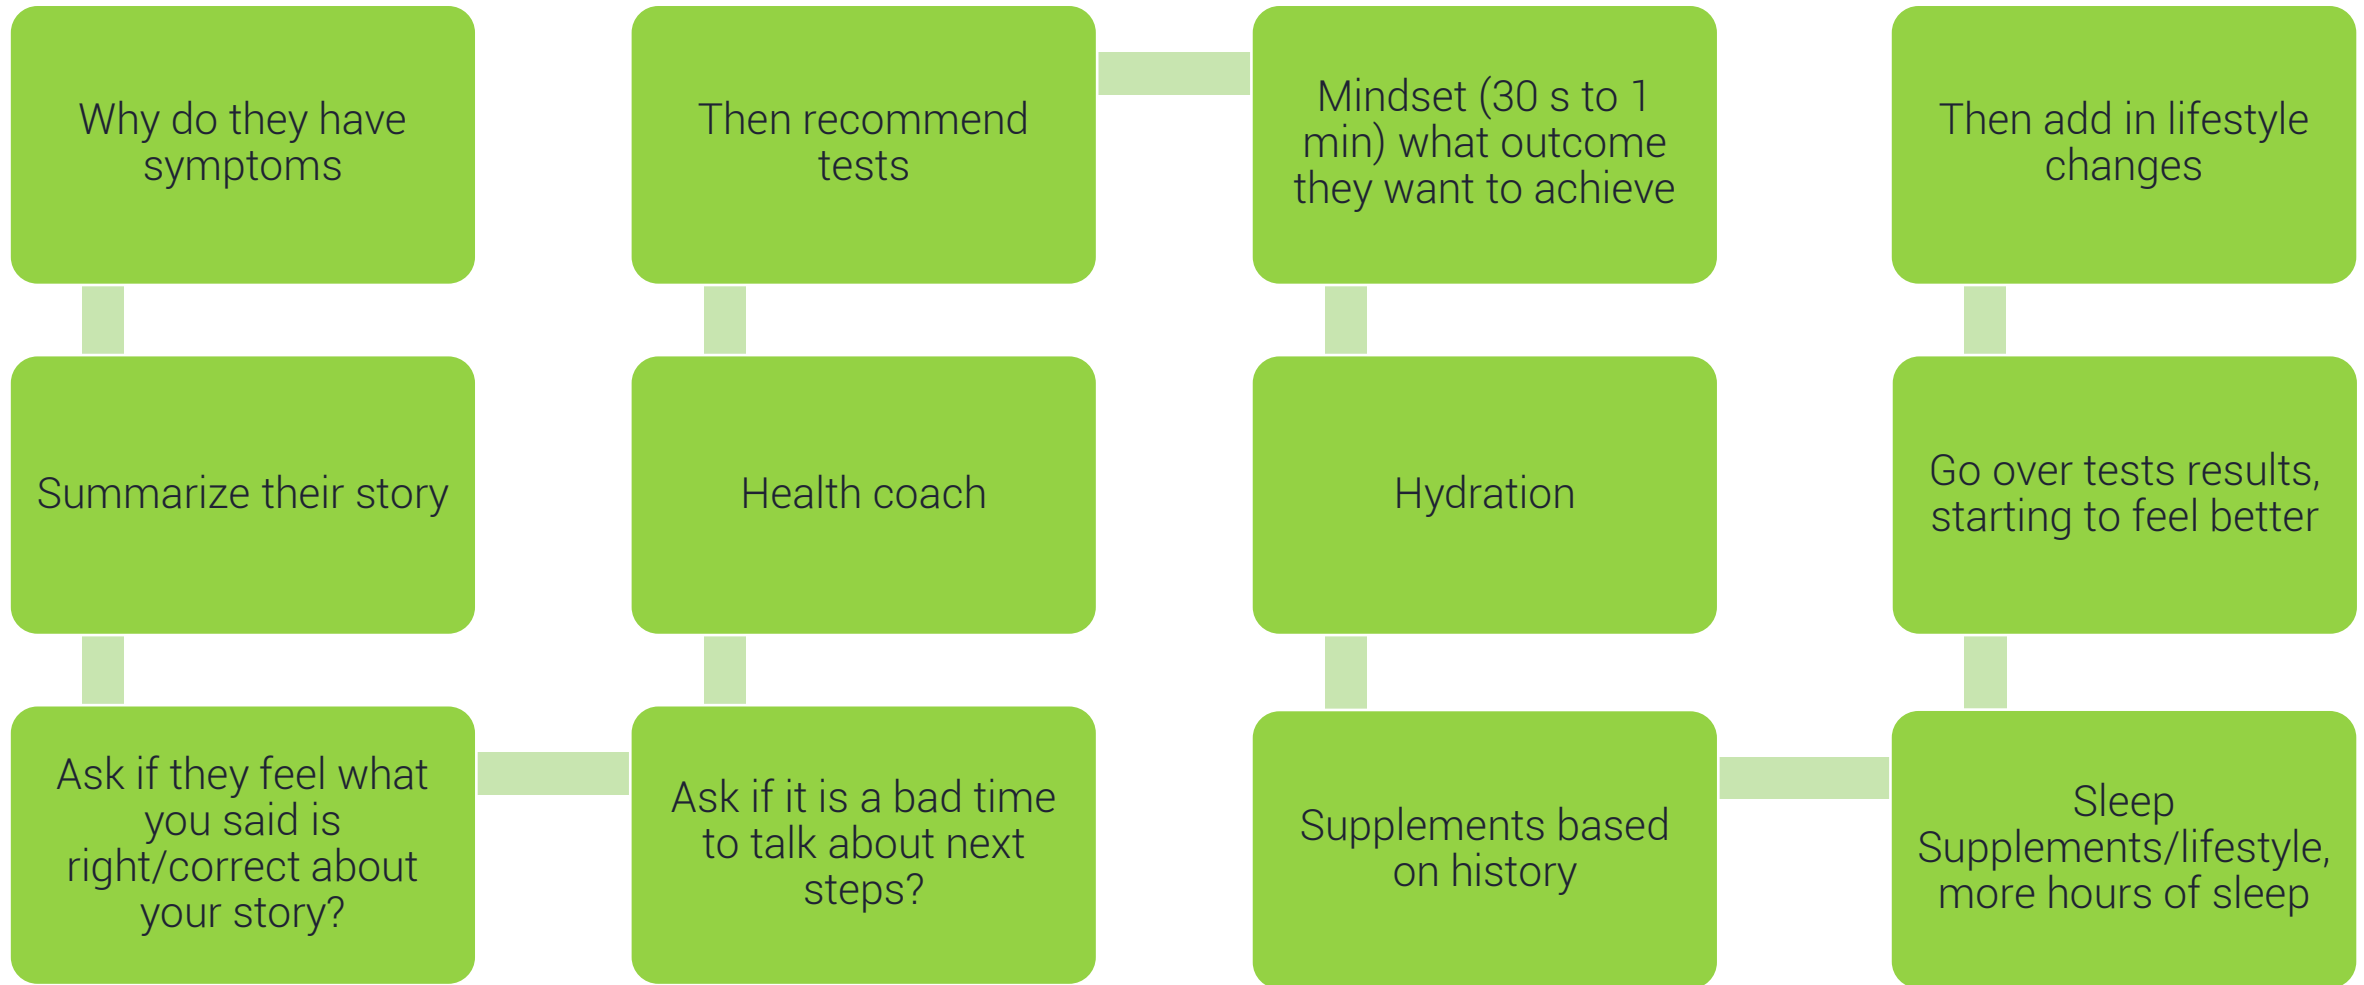 Why do they have
symptoms
Summarize their story
Ask if they feel what
you said is
right/correct about
your story?
Ask if it is a bad time
to talk about next
steps?
Health coach
Then recommend
tests
Mindset (30 s to 1
min) what outcome
they want to achieve
Hydration
Supplements based
on history
Sleep
Supplements/lifestyle,
more hours of sleep
Go over tests results,
starting to feel better
Then add in lifestyle
changes